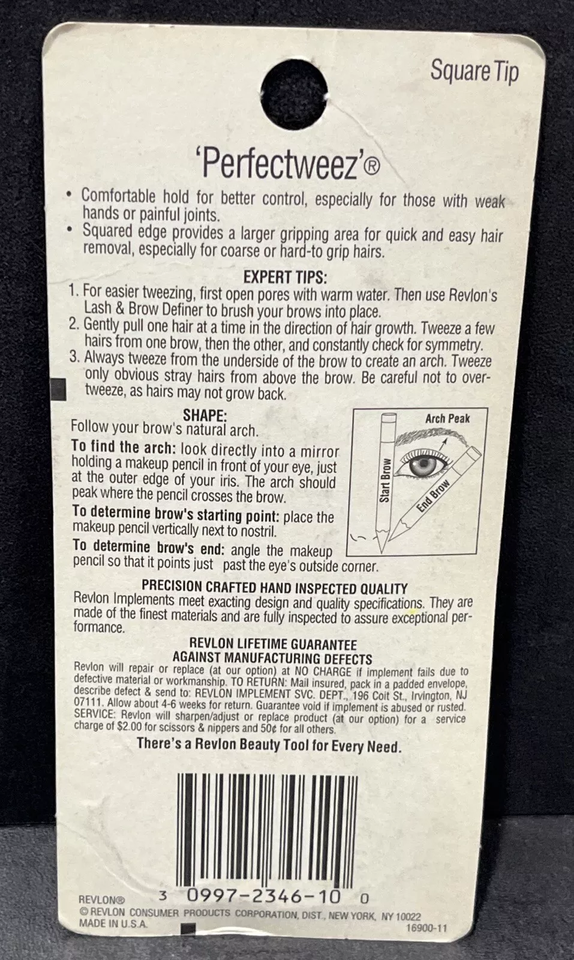 Square Tip
'Perfectweez'®
• Comfortable hold for better control, especially for those with weak
hands or painful joints.
• Squared edge provides a larger gripping area for quick and easy hair
removal, especially for coarse or hard-to grip hairs.
EXPERT TIPS:
1. For easier tweezing, first open pores with warm water. Then use Revlon's
Lash & Brow Definer to brush your brows into place.
2. Gently pull one hair at a time in the direction of hair growth. Tweeze a few
hairs from one brow, then the other, and constantly check for symmetry.
3. Always tweeze from the underside of the brow to create an arch. Tweeze
only obvious stray hairs from above the brow. Be careful not to over-
tweeze, as hairs may not grow back.
SHAPE:
Follow your brow's natural arch.
To find the arch: look directly into a mirror
holding a makeup pencil in front of your eye, just
at the outer edge of your iris. The arch should
peak where the pencil crosses the brow.
To determine brow's starting point: place the
makeup pencil vertically next to nostril.
To determine brow's end: angle the makeup
pencil so that it points just past the eye's outside corner.
Arch Peak
Start Brow
End Brow
PRECISION CRAFTED HAND INSPECTED QUALITY
Revlon Implements meet exacting design and quality specifications. They are
made of the finest materials and are fully inspected to assure exceptional per-
formance.
REVLON LIFETIME GUARANTEE
AGAINST MANUFACTURING DEFECTS
Revlon will repair or replace (at our option) at NO CHARGE if implement fails due to
defective material or workmanship. TO RETURN: Mail insured, pack in a padded envelope,
describe defect & send to: REVLON IMPLEMENT SVC. DEPT., 196 Coit St., Irvington, NJ
07111. Allow about 4-6 weeks for return. Guarantee void if implement is abused or rusted.
SERVICE: Revlon will sharpen/adjust or replace product (at our option) for a service
charge of $2.00 for scissors & nippers and 50¢ for all others.
There's a Revlon Beauty Tool for Every Need.
3 0997-2346-10 0
REVLON®
© REVLON CONSUMER PRODUCTS CORPORATION, DIST., NEW YORK, NY 10022
MADE IN U.S.A.
16900-11